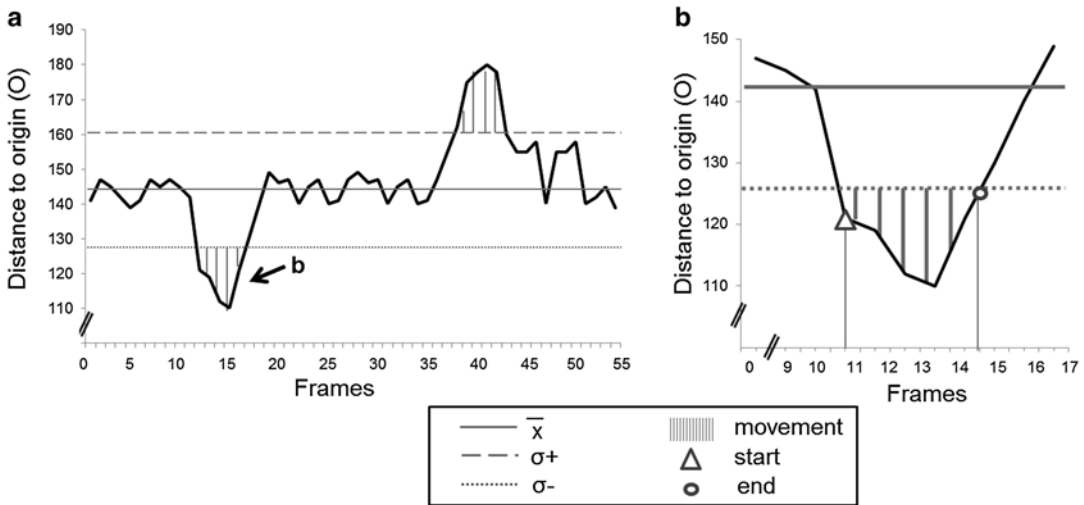 a
Distance to origin (O)
190
180
170
160
150
140
130
120
110
b
0 5 10 15 20 25 30 35 40 45 50 55
Frames
b
Distance to origin (O)
150
140
130
120
110
0 9 10 11 12 13 14 15 16 17
Frames
x̅ movement
σ+ start
σ- end